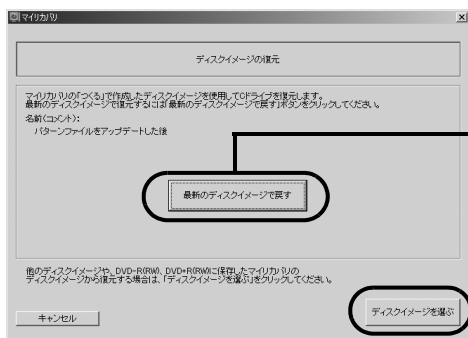 マイリカバリ
ディスクイメージの復元
マイリカバリの「つくる」で作成したディスクイメージを使用してCドライブを復元します。
最新のディスクイメージで復元するには「最新のディスクイメージで戻す」ボタンをクリックしてください。
名前(コメント):
パターンファイルをアップデートした後
最新のディスクイメージで戻す
他のディスクイメージや、DVD-R(RW)、DVD+R(RW)に保存したマイリカバリの
ディスクイメージから復元する場合は、「ディスクイメージを選ぶ」をクリックしてください。
キャンセル
ディスクイメージを選ぶ